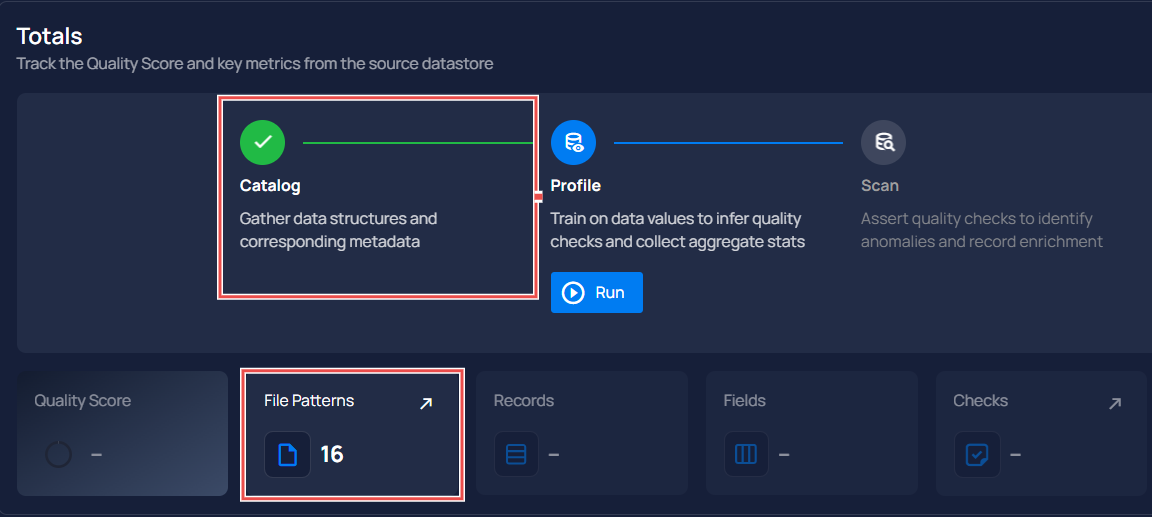 Totals
Track the Quality Score and key metrics from the source datastore
Catalog
Gather data structures and
corresponding metadata
Profile
Train on data values to infer quality
checks and collect aggregate stats
Run
Scan
Assert quality checks to identify
anomalies and record enrichment
Quality Score
–
File Patterns
16
Records
–
Fields
–
Checks
–